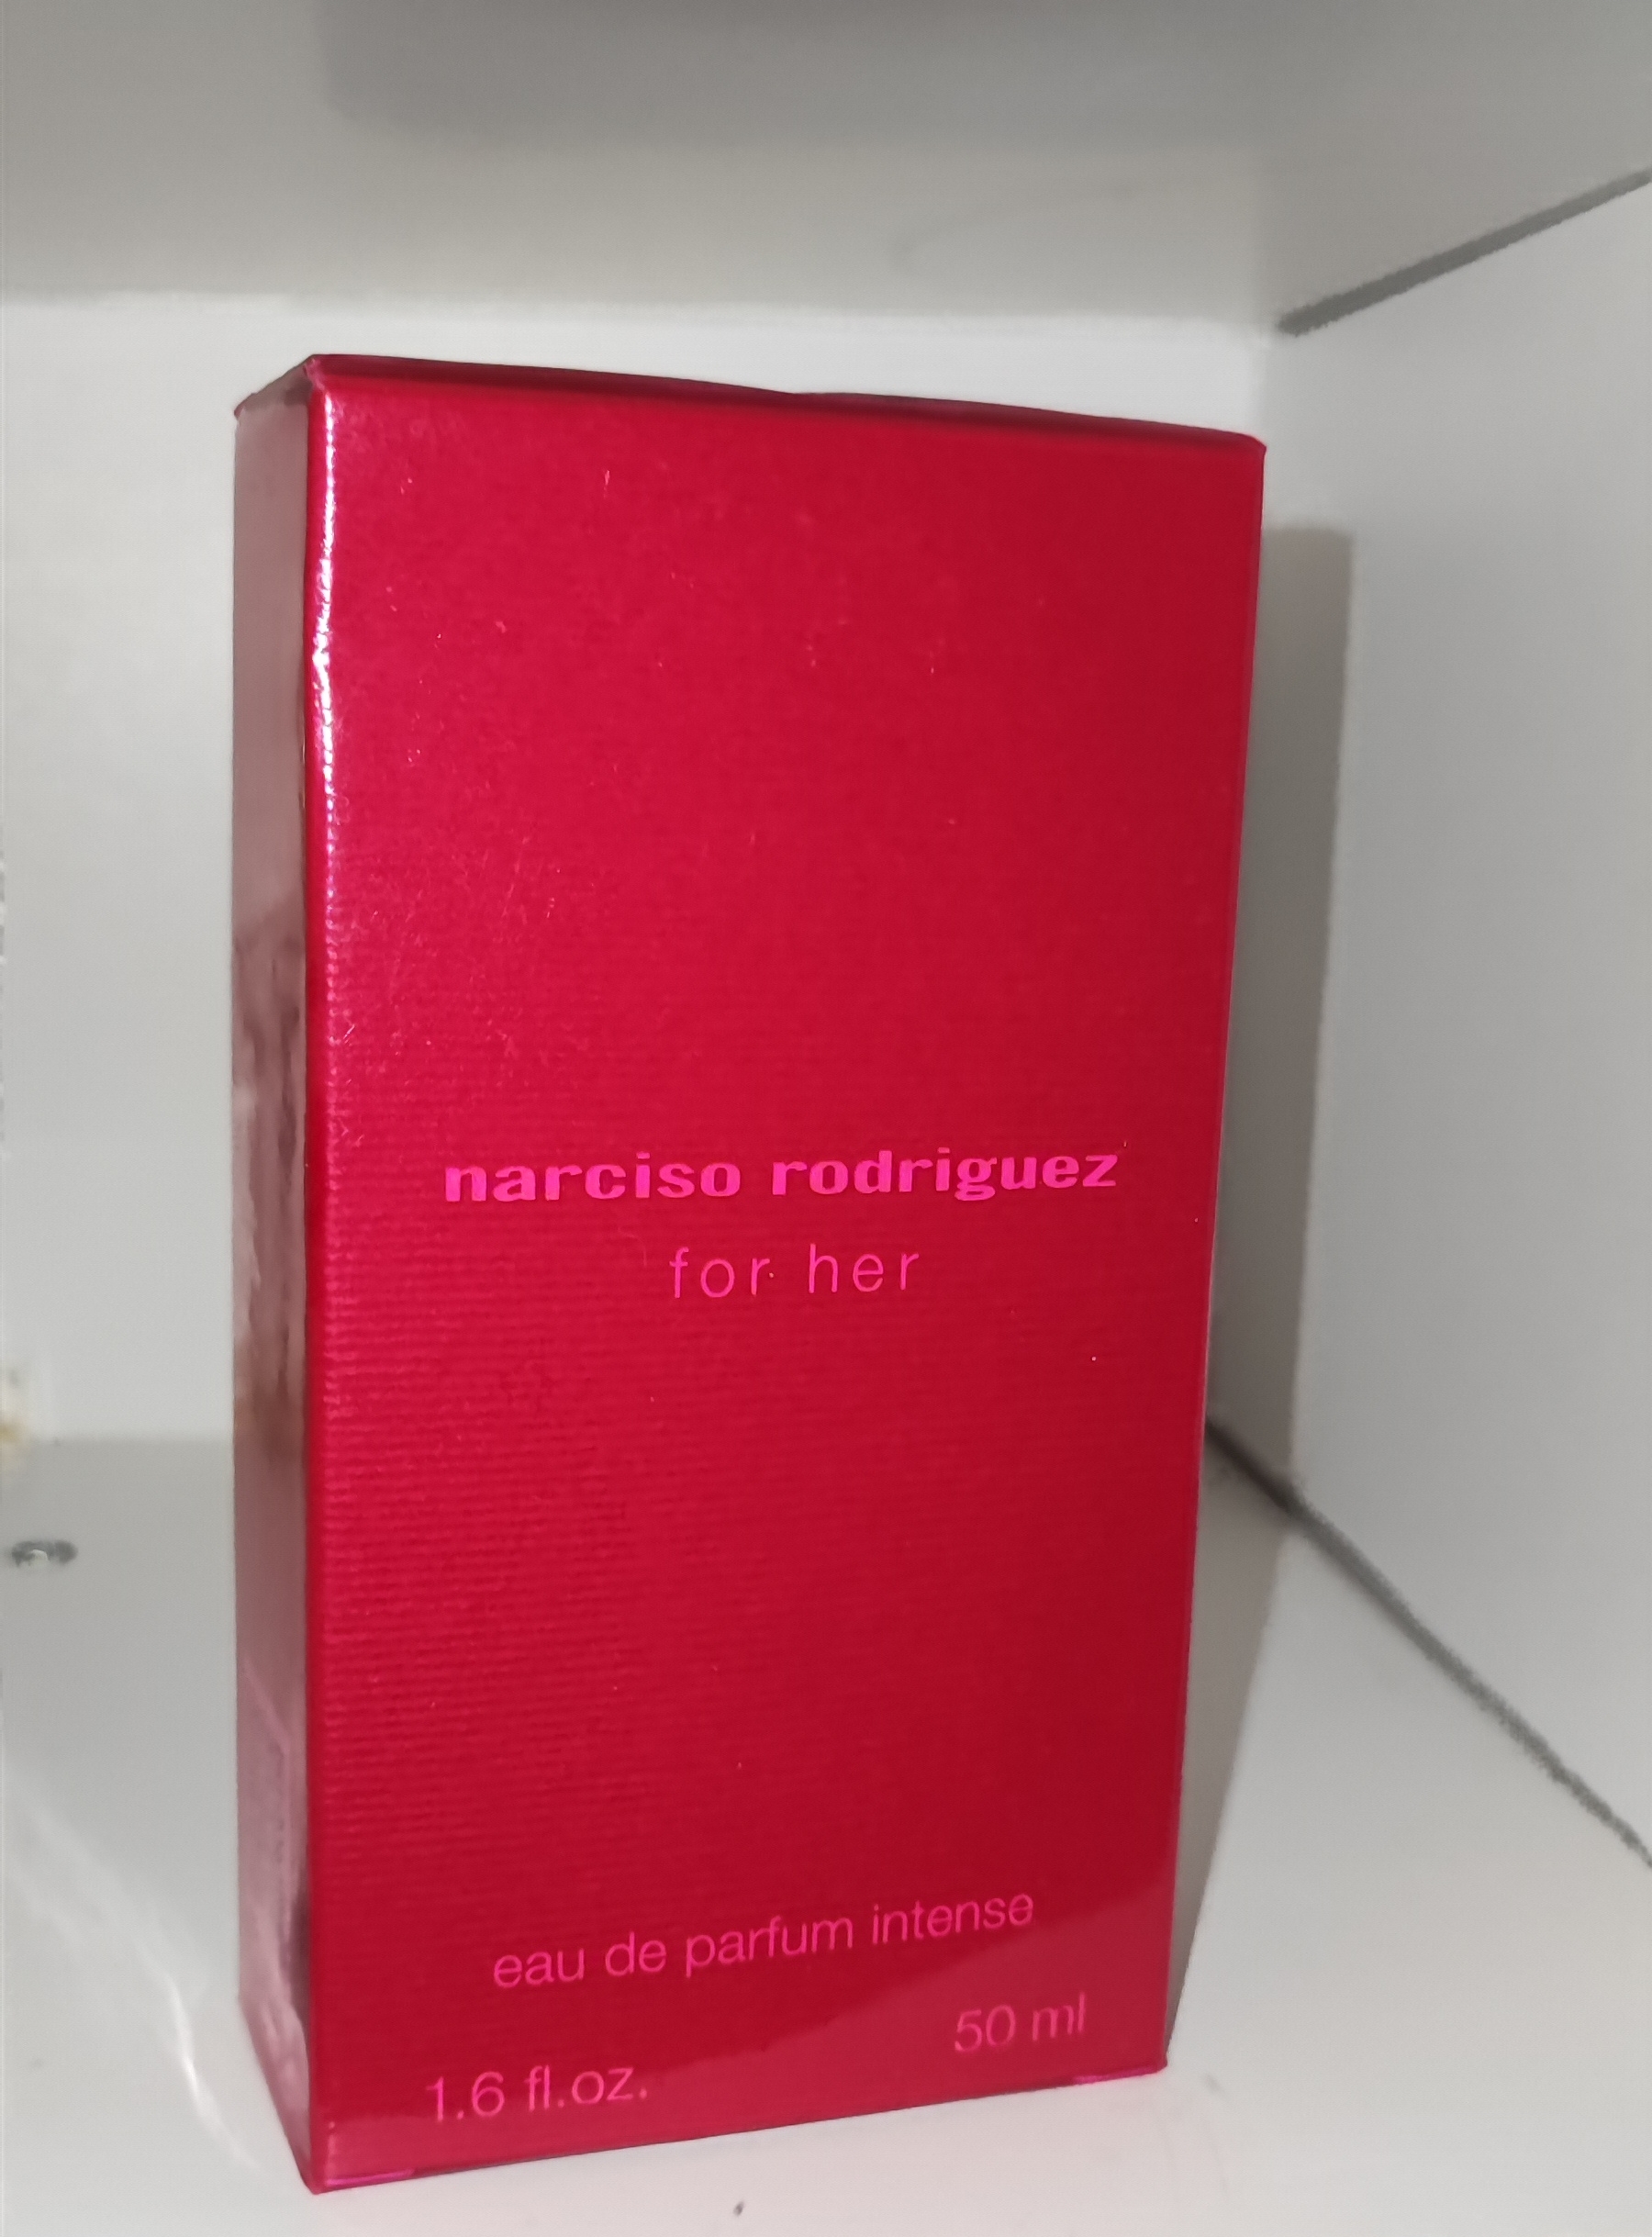 narciso rodriguez
for her
eau de parfum intense
50 ml
1.6 fl.oz.